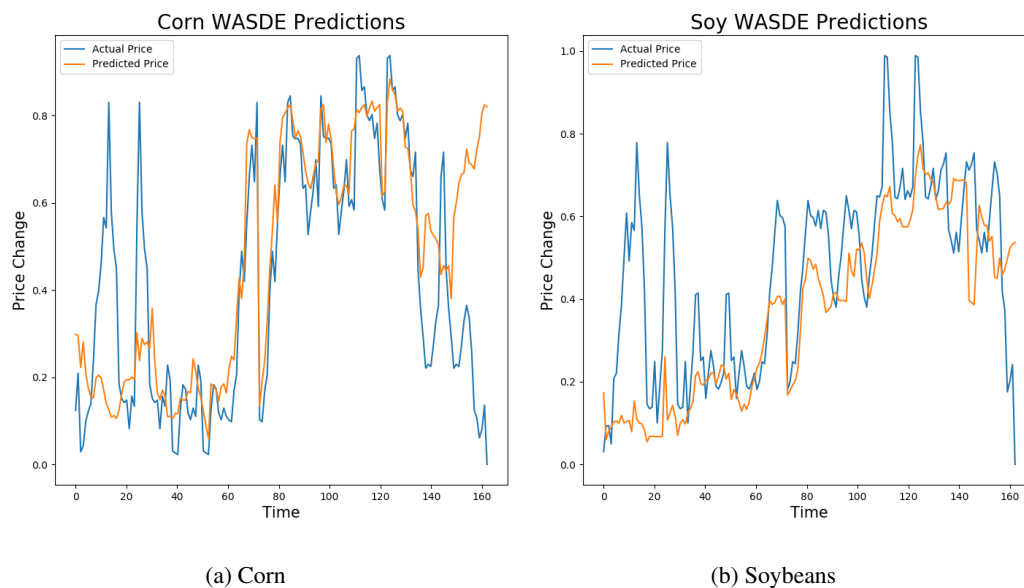 Corn WASDE Predictions
Actual Price
Predicted Price
Price Change
0.8
0.6
0.4
0.2
0.0
0 20 40 60 80 100 120 140 160
Time
(a) Corn
Soy WASDE Predictions
Actual Price
Predicted Price
Price Change
1.0
0.8
0.6
0.4
0.2
0.0
0 20 40 60 80 100 120 140 160
Time
(b) Soybeans